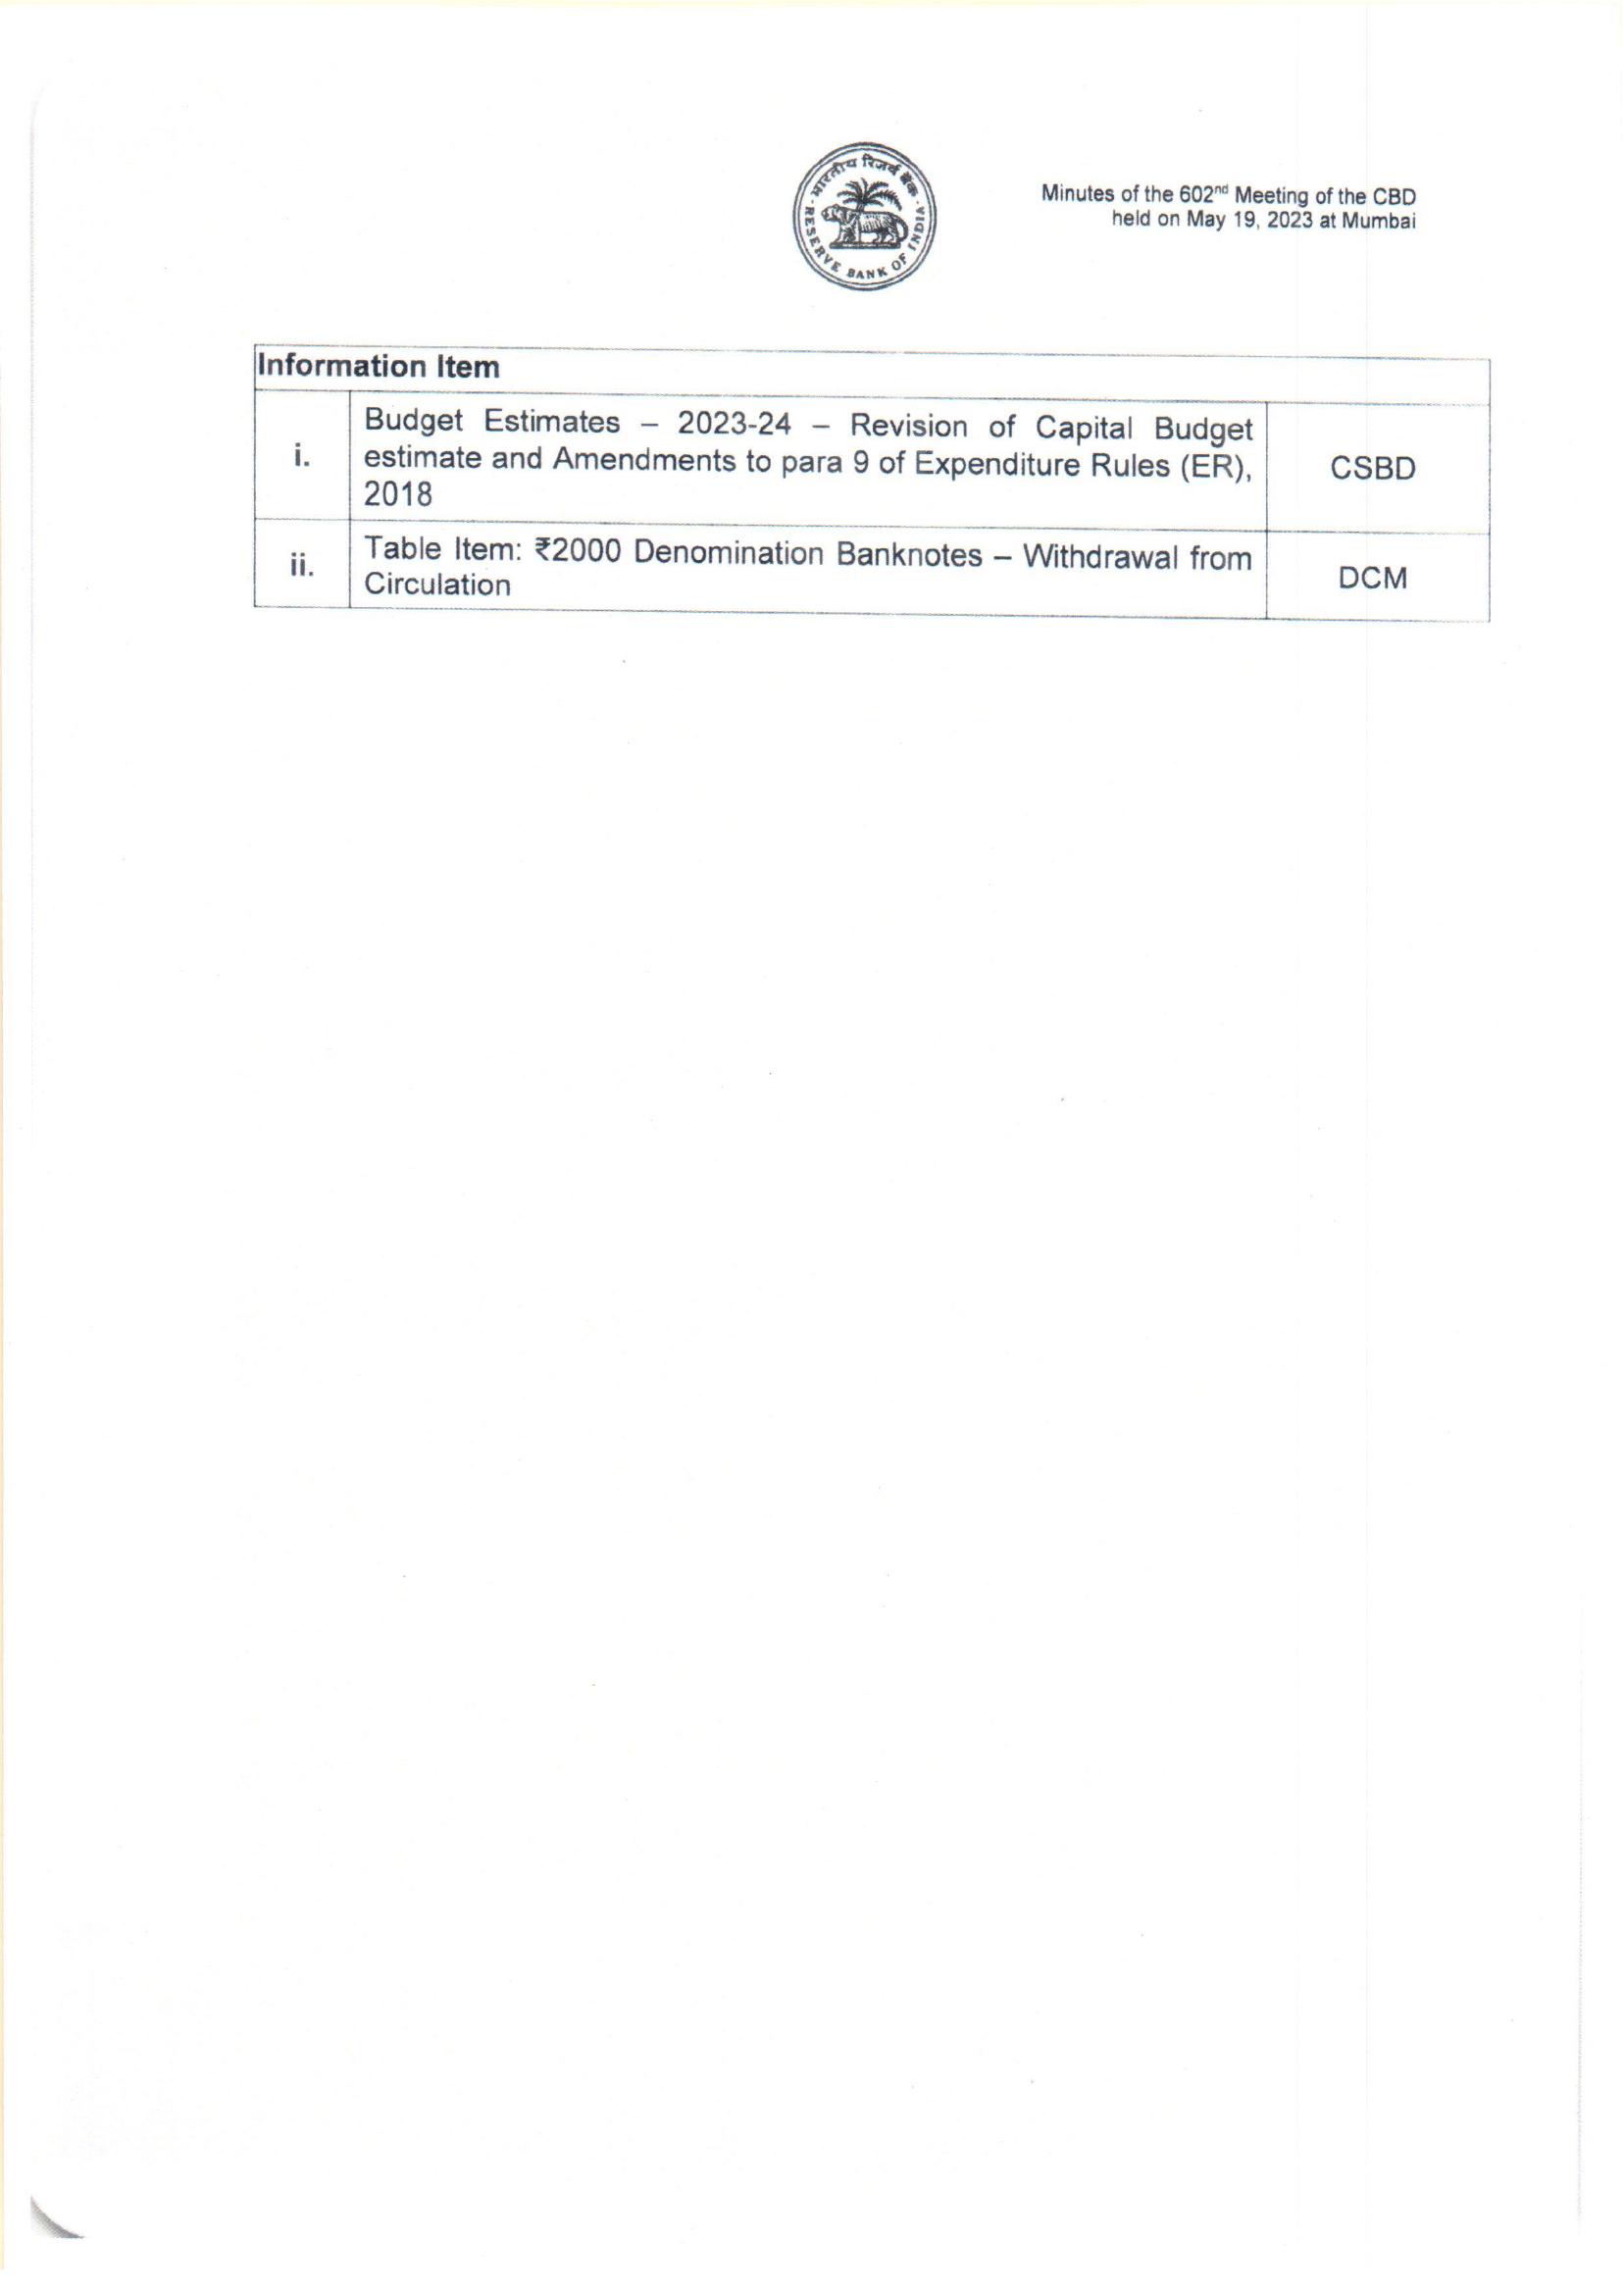 भारतीय रिज़र्व बैंक
RESERVE BANK OF INDIA
Minutes of the 602nd Meeting of the CBD
held on May 19, 2023 at Mumbai
Information Item
i.
Budget Estimates – 2023-24 – Revision of Capital Budget
estimate and Amendments to para 9 of Expenditure Rules (ER),
2018
CSBD
ii.
Table Item: ₹2000 Denomination Banknotes – Withdrawal from
Circulation
DCM